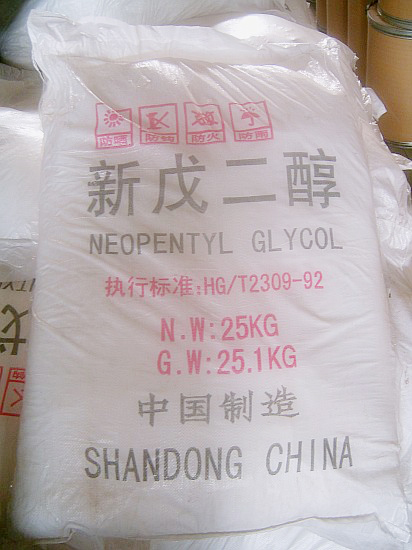 防晒 防钩 防火 防雨
新戊二醇
NEOPENTYL GLYCOL
执行标准:HG/T2309-92
N.W:25KG
G.W:25.1KG
中国制造
SHANDONG CHINA